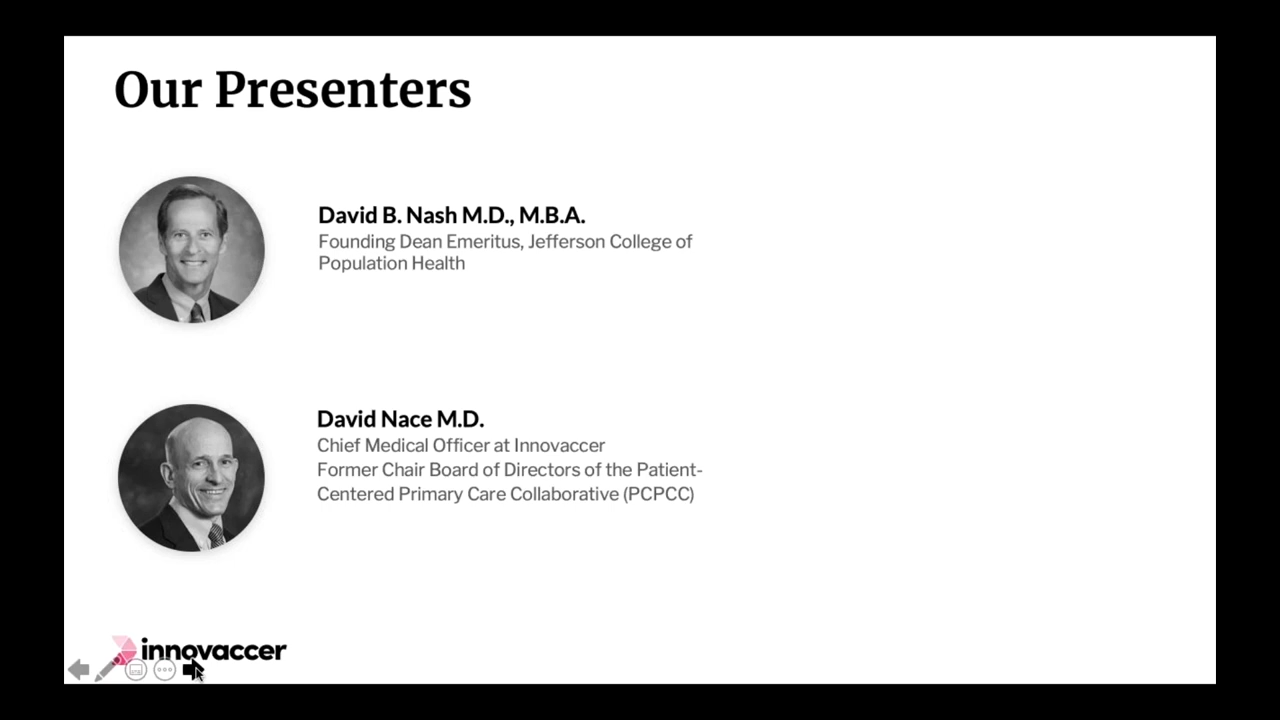 Our Presenters
David B. Nash M.D., M.B.A.
Founding Dean Emeritus, Jefferson College of
Population Health
David Nace M.D.
Chief Medical Officer at Innovaccer
Former Chair Board of Directors of the Patient-
Centered Primary Care Collaborative (PCPCC)
innovaccer